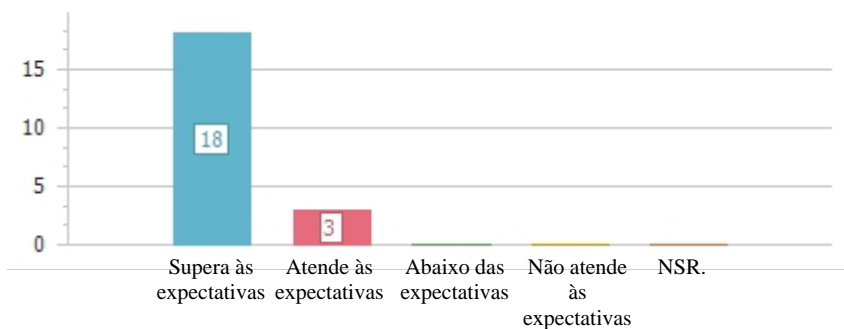 15
10
5
0
18
3
Supera às expectativas
Atende às expectativas
Abaixo das expectativas
Não atende às expectativas
NSR.